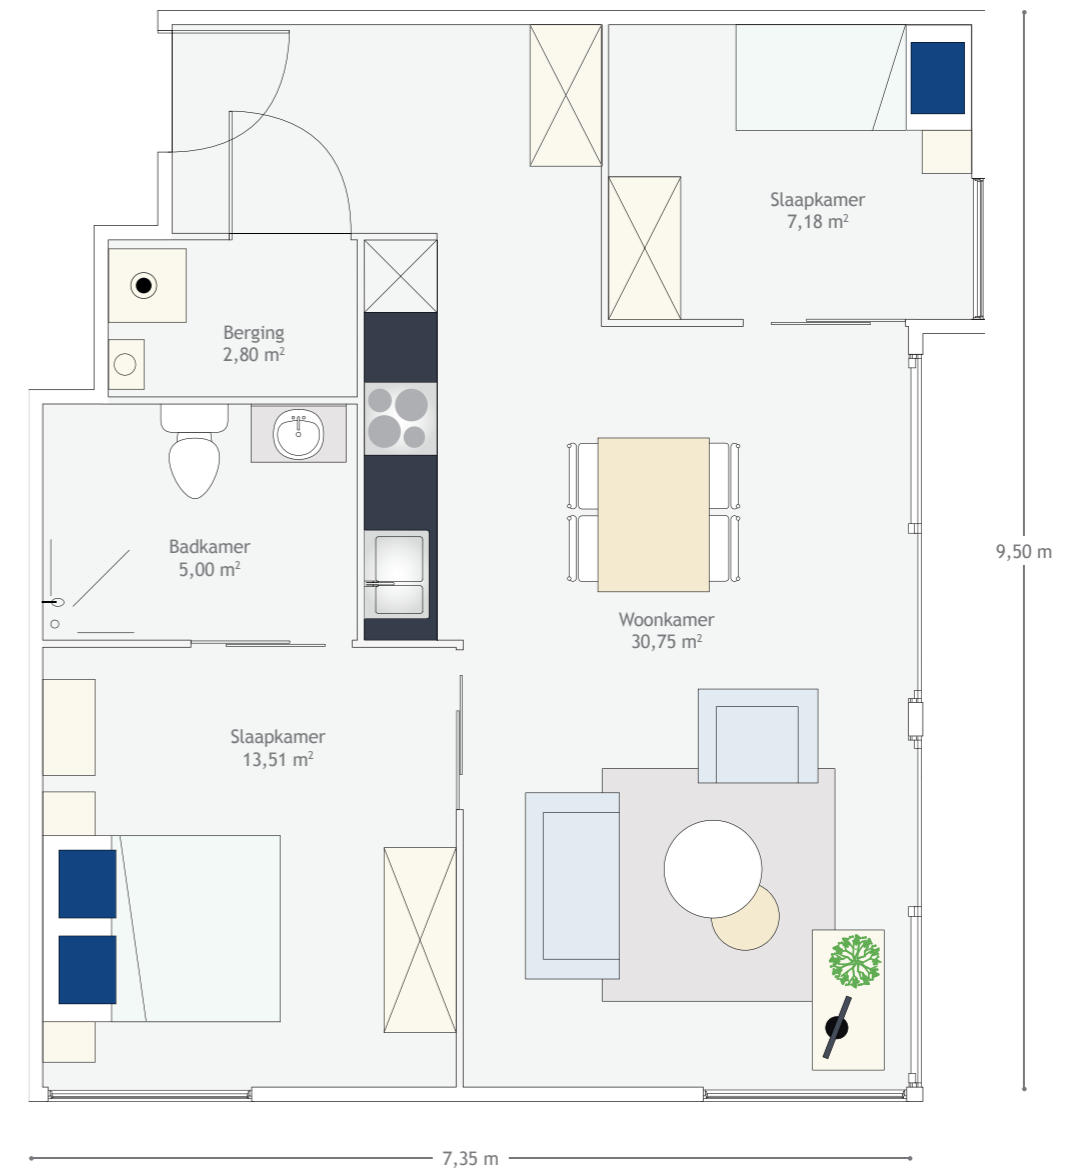 Slaapkamer
7,18 m²
Berging
2,80 m²
Badkamer
5,00 m²
9,50 m
Woonkamer
30,75 m²
Slaapkamer
13,51 m²
7,35 m